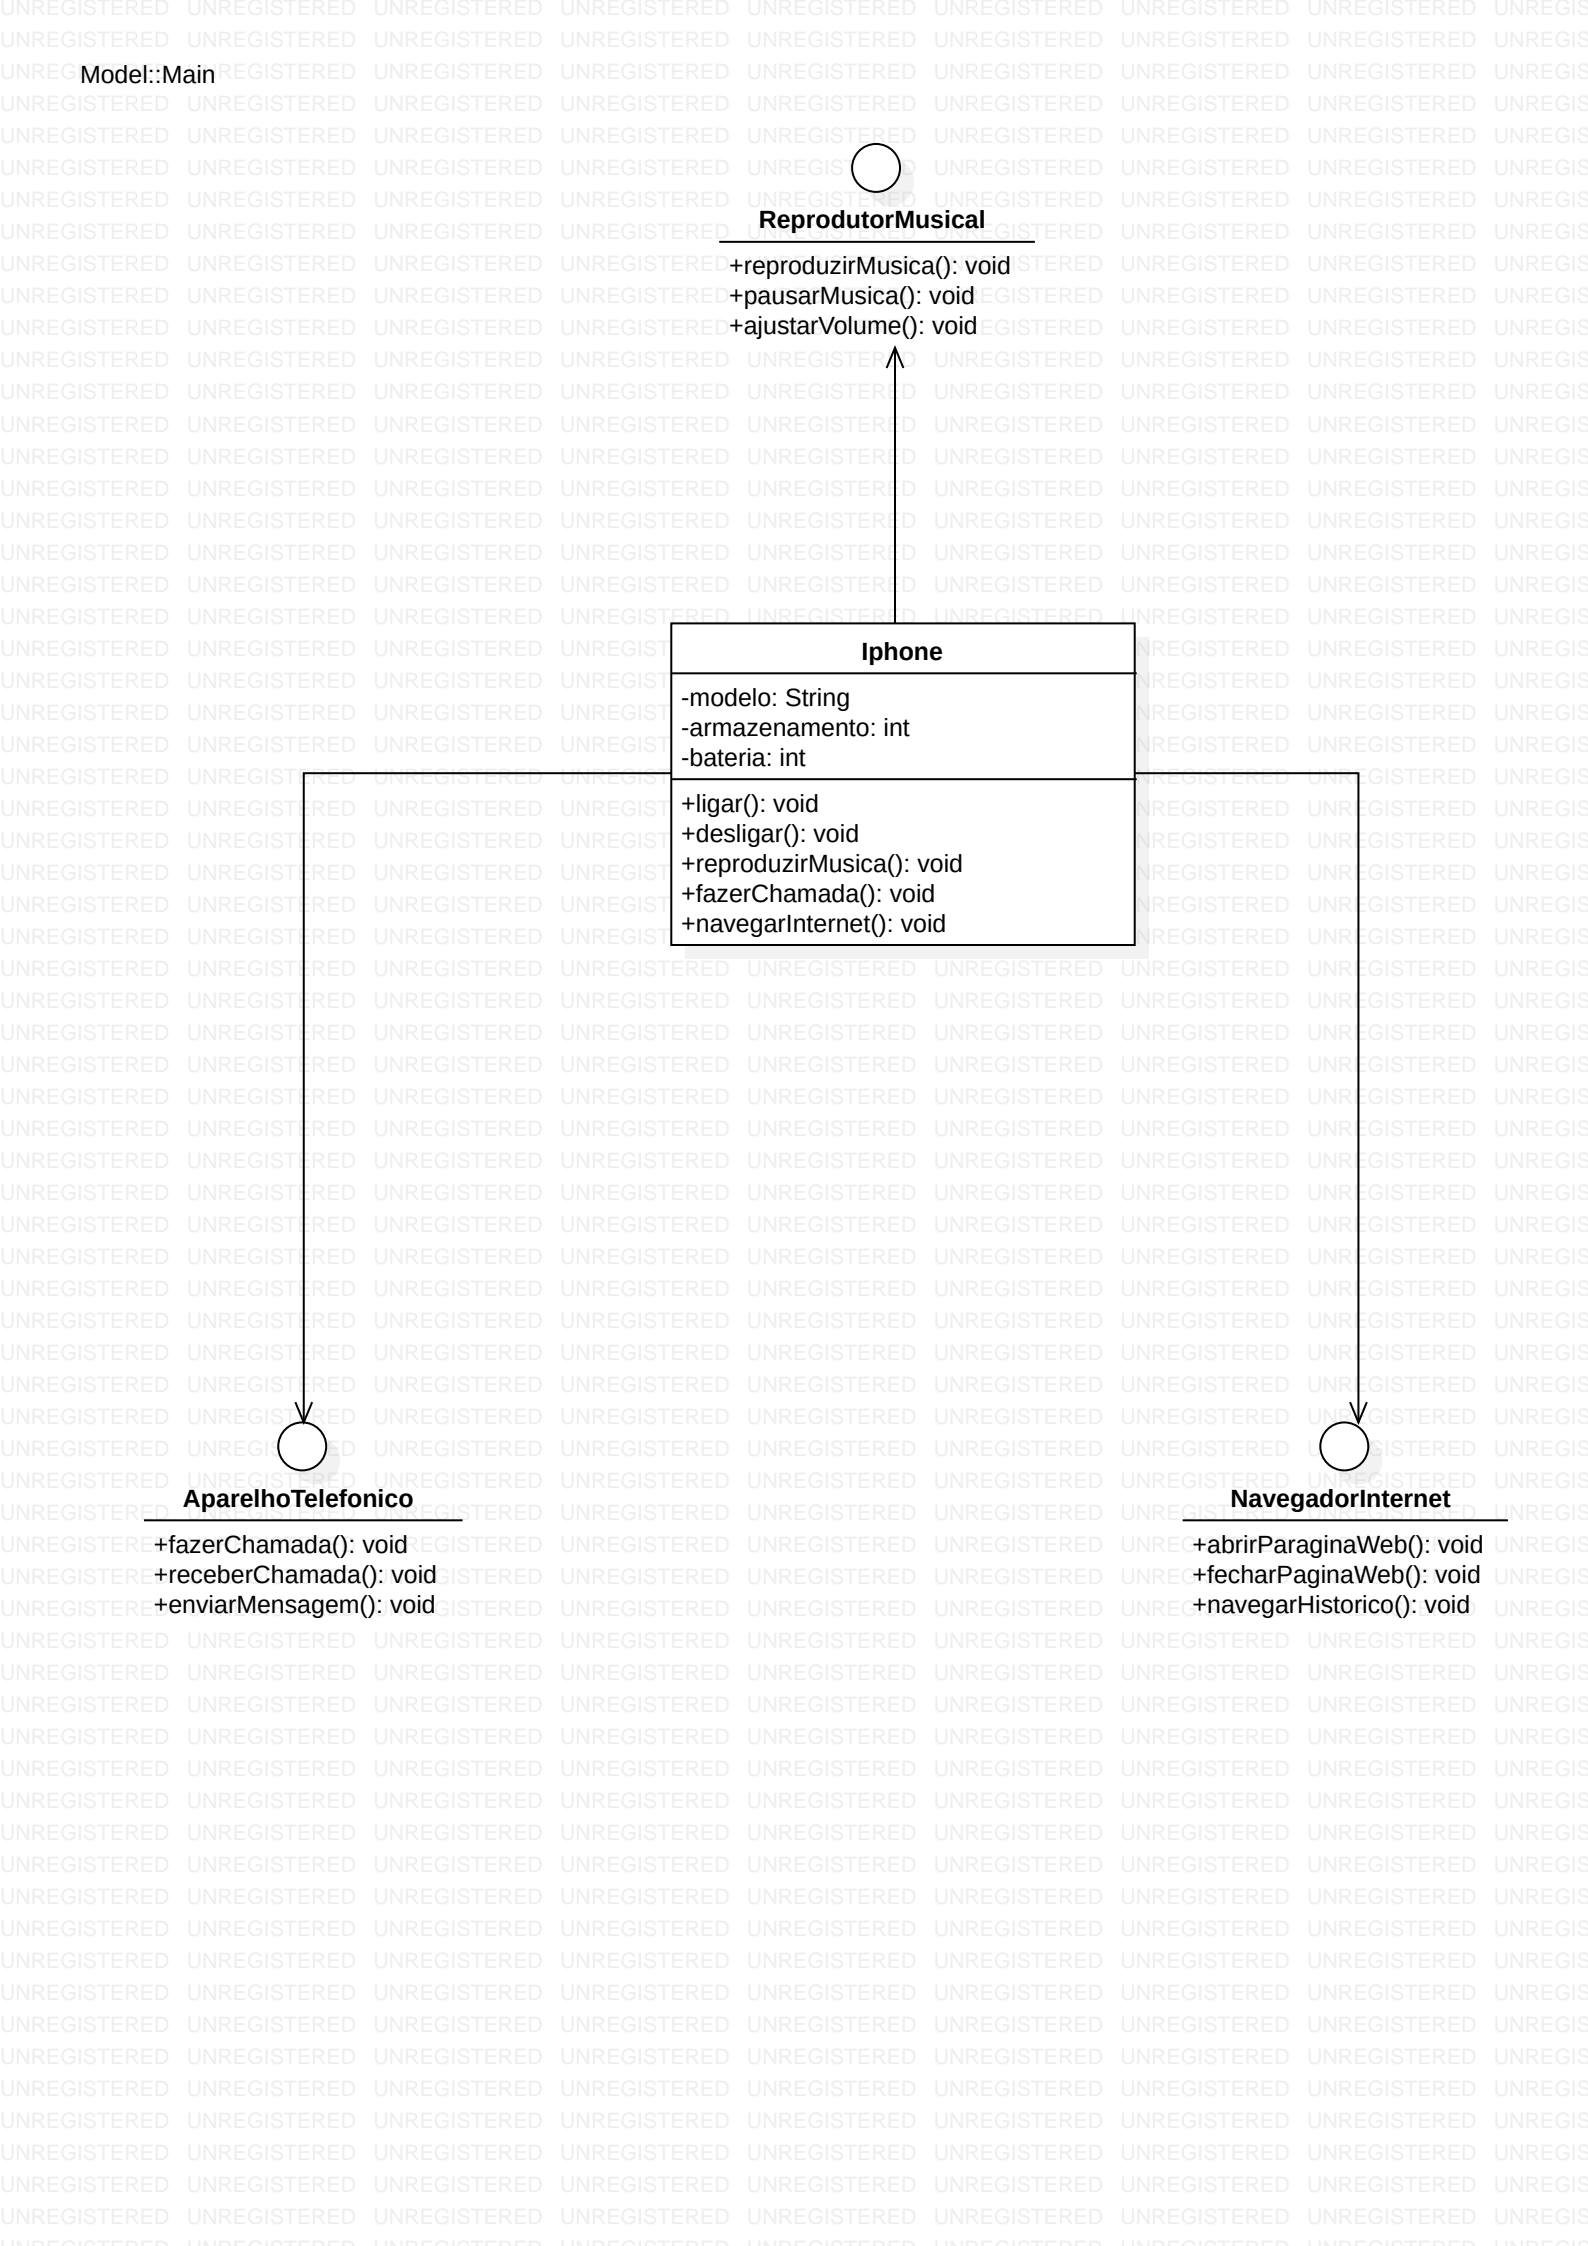 Model::Main
ReprodutorMusical
+reproduzirMusica(): void
+pausarMusica(): void
+ajustarVolume(): void
Iphone
-modelo: String
-armazenamento: int
-bateria: int
+ligar(): void
+desligar(): void
+reproduzirMusica(): void
+fazerChamada(): void
+navegarInternet(): void
AparelhoTelefonico
+fazerChamada(): void
+receberChamada(): void
+enviarMensagem(): void
NavegadorInternet
+abrirParaginaWeb(): void
+fecharPaginaWeb(): void
+navegarHistorico(): void
UNREGISTERED